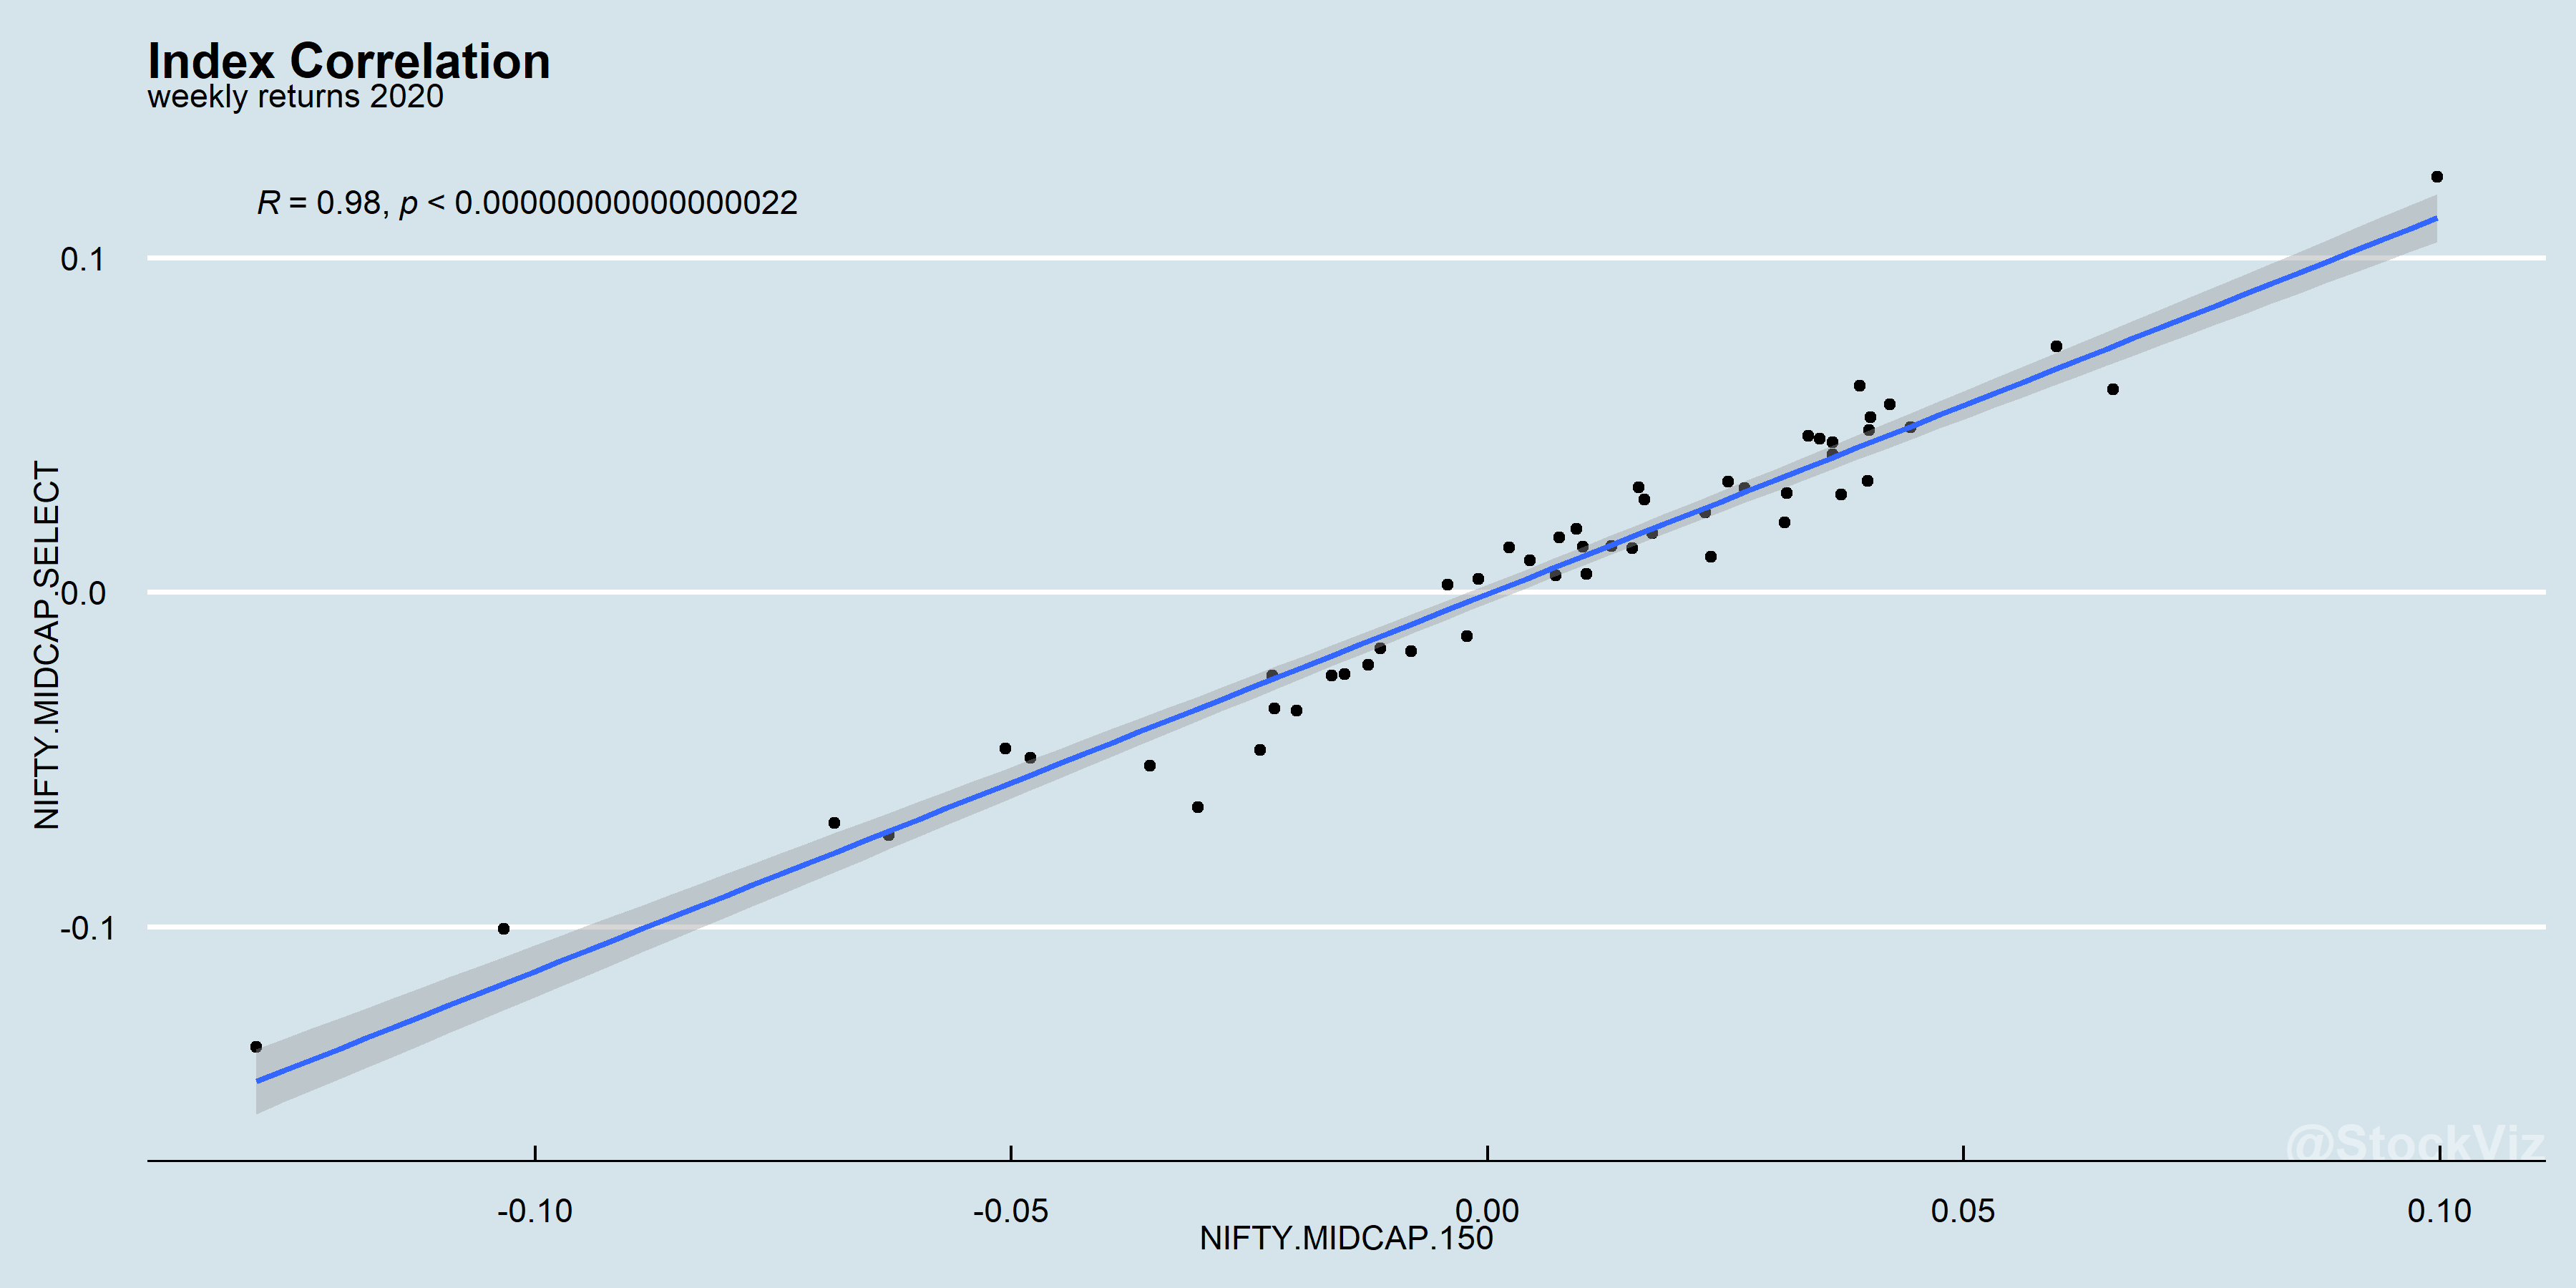 Index Correlation
weekly returns 2020
R = 0.98, p < 0.00000000000000022
0.1
0.0
-0.1
NIFTY.MIDCAP.SELECT
@StockViz
-0.10 -0.05 0.00 0.05 0.10
NIFTY.MIDCAP.150